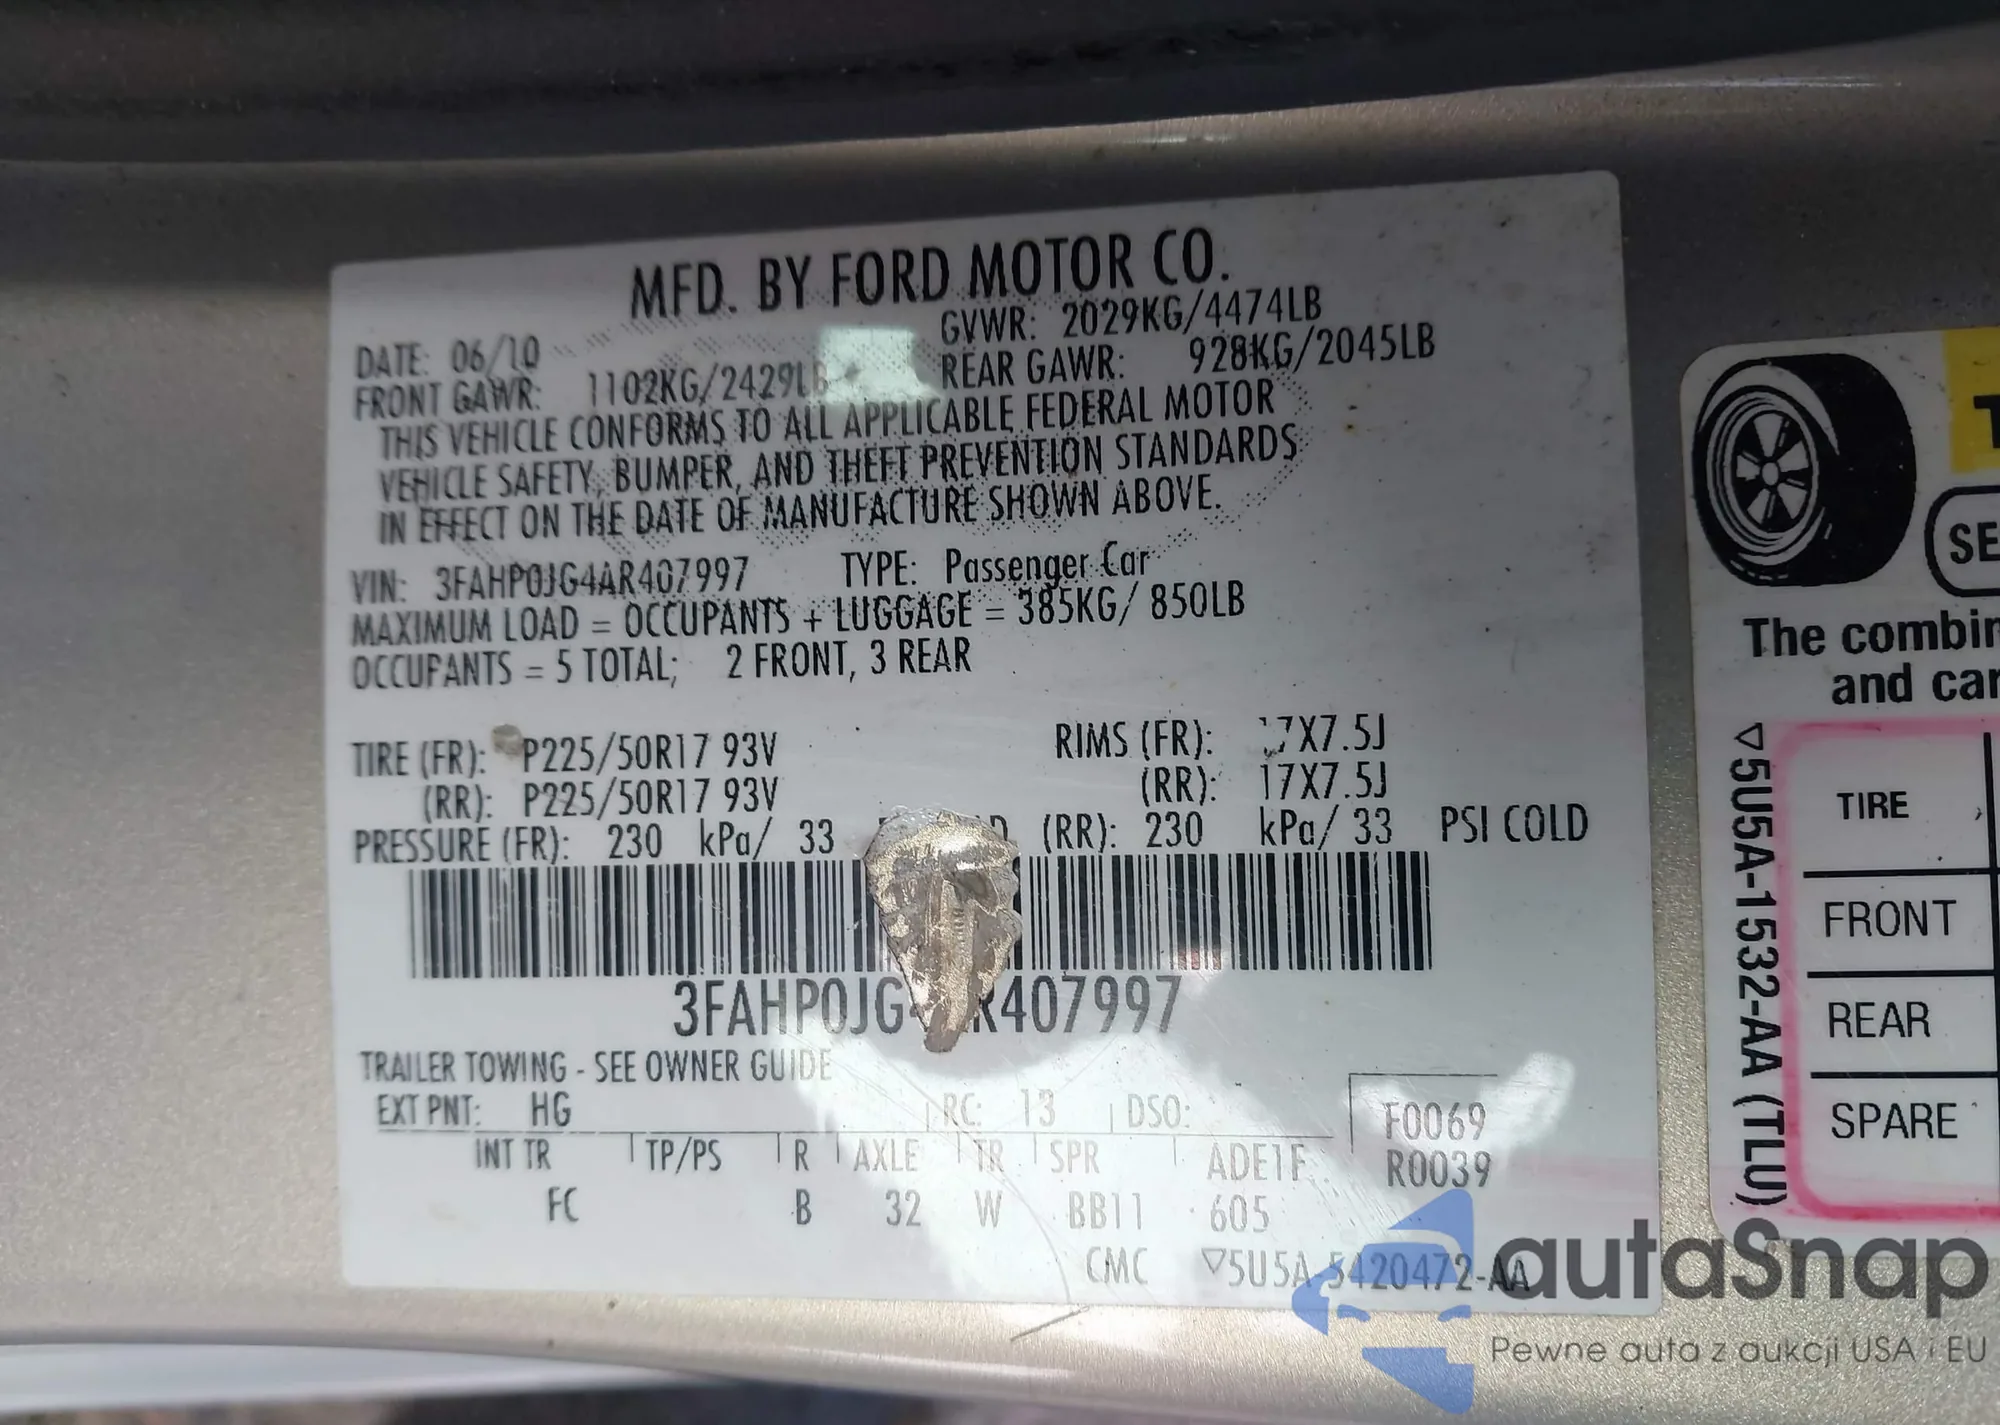 MFD. BY FORD MOTOR CO.
DATE: 06/10 GVWR: 2029KG/4474LB
FRONT GAWR: 1102KG/2429LB REAR GAWR: 928KG/2045LB
THIS VEHICLE CONFORMS TO ALL APPLICABLE FEDERAL MOTOR
VEHICLE SAFETY, BUMPER, AND THEFT PREVENTION STANDARDS
IN EFFECT ON THE DATE OF MANUFACTURE SHOWN ABOVE.
VIN: 3FAHP0JG4AR407997 TYPE: Passenger Car
MAXIMUM LOAD = OCCUPANTS + LUGGAGE = 385KG/ 850LB
OCCUPANTS = 5 TOTAL; 2 FRONT, 3 REAR
TIRE (FR): P225/50R17 93V RIMS (FR): 17X7.5J
(RR): P225/50R17 93V (RR): 17X7.5J
PRESSURE (FR): 230 kPa/ 33 (RR): 230 kPa/ 33 PSI COLD
3FAHP0JG4AR407997
TRAILER TOWING - SEE OWNER GUIDE
EXT PNT: HG RC: 13 DSO: F0069
INT TR TP/PS R AXLE TR SPR ADE1F R0039
FC B 32 W BB11 605
CMC ▽5U5A-5420472-AA
The
and
▽5U5A-1532-AA (TLU)
TIRE
FRONT
REAR
SPARE
autaSnap
Pewne auta z aukcji USA i EU